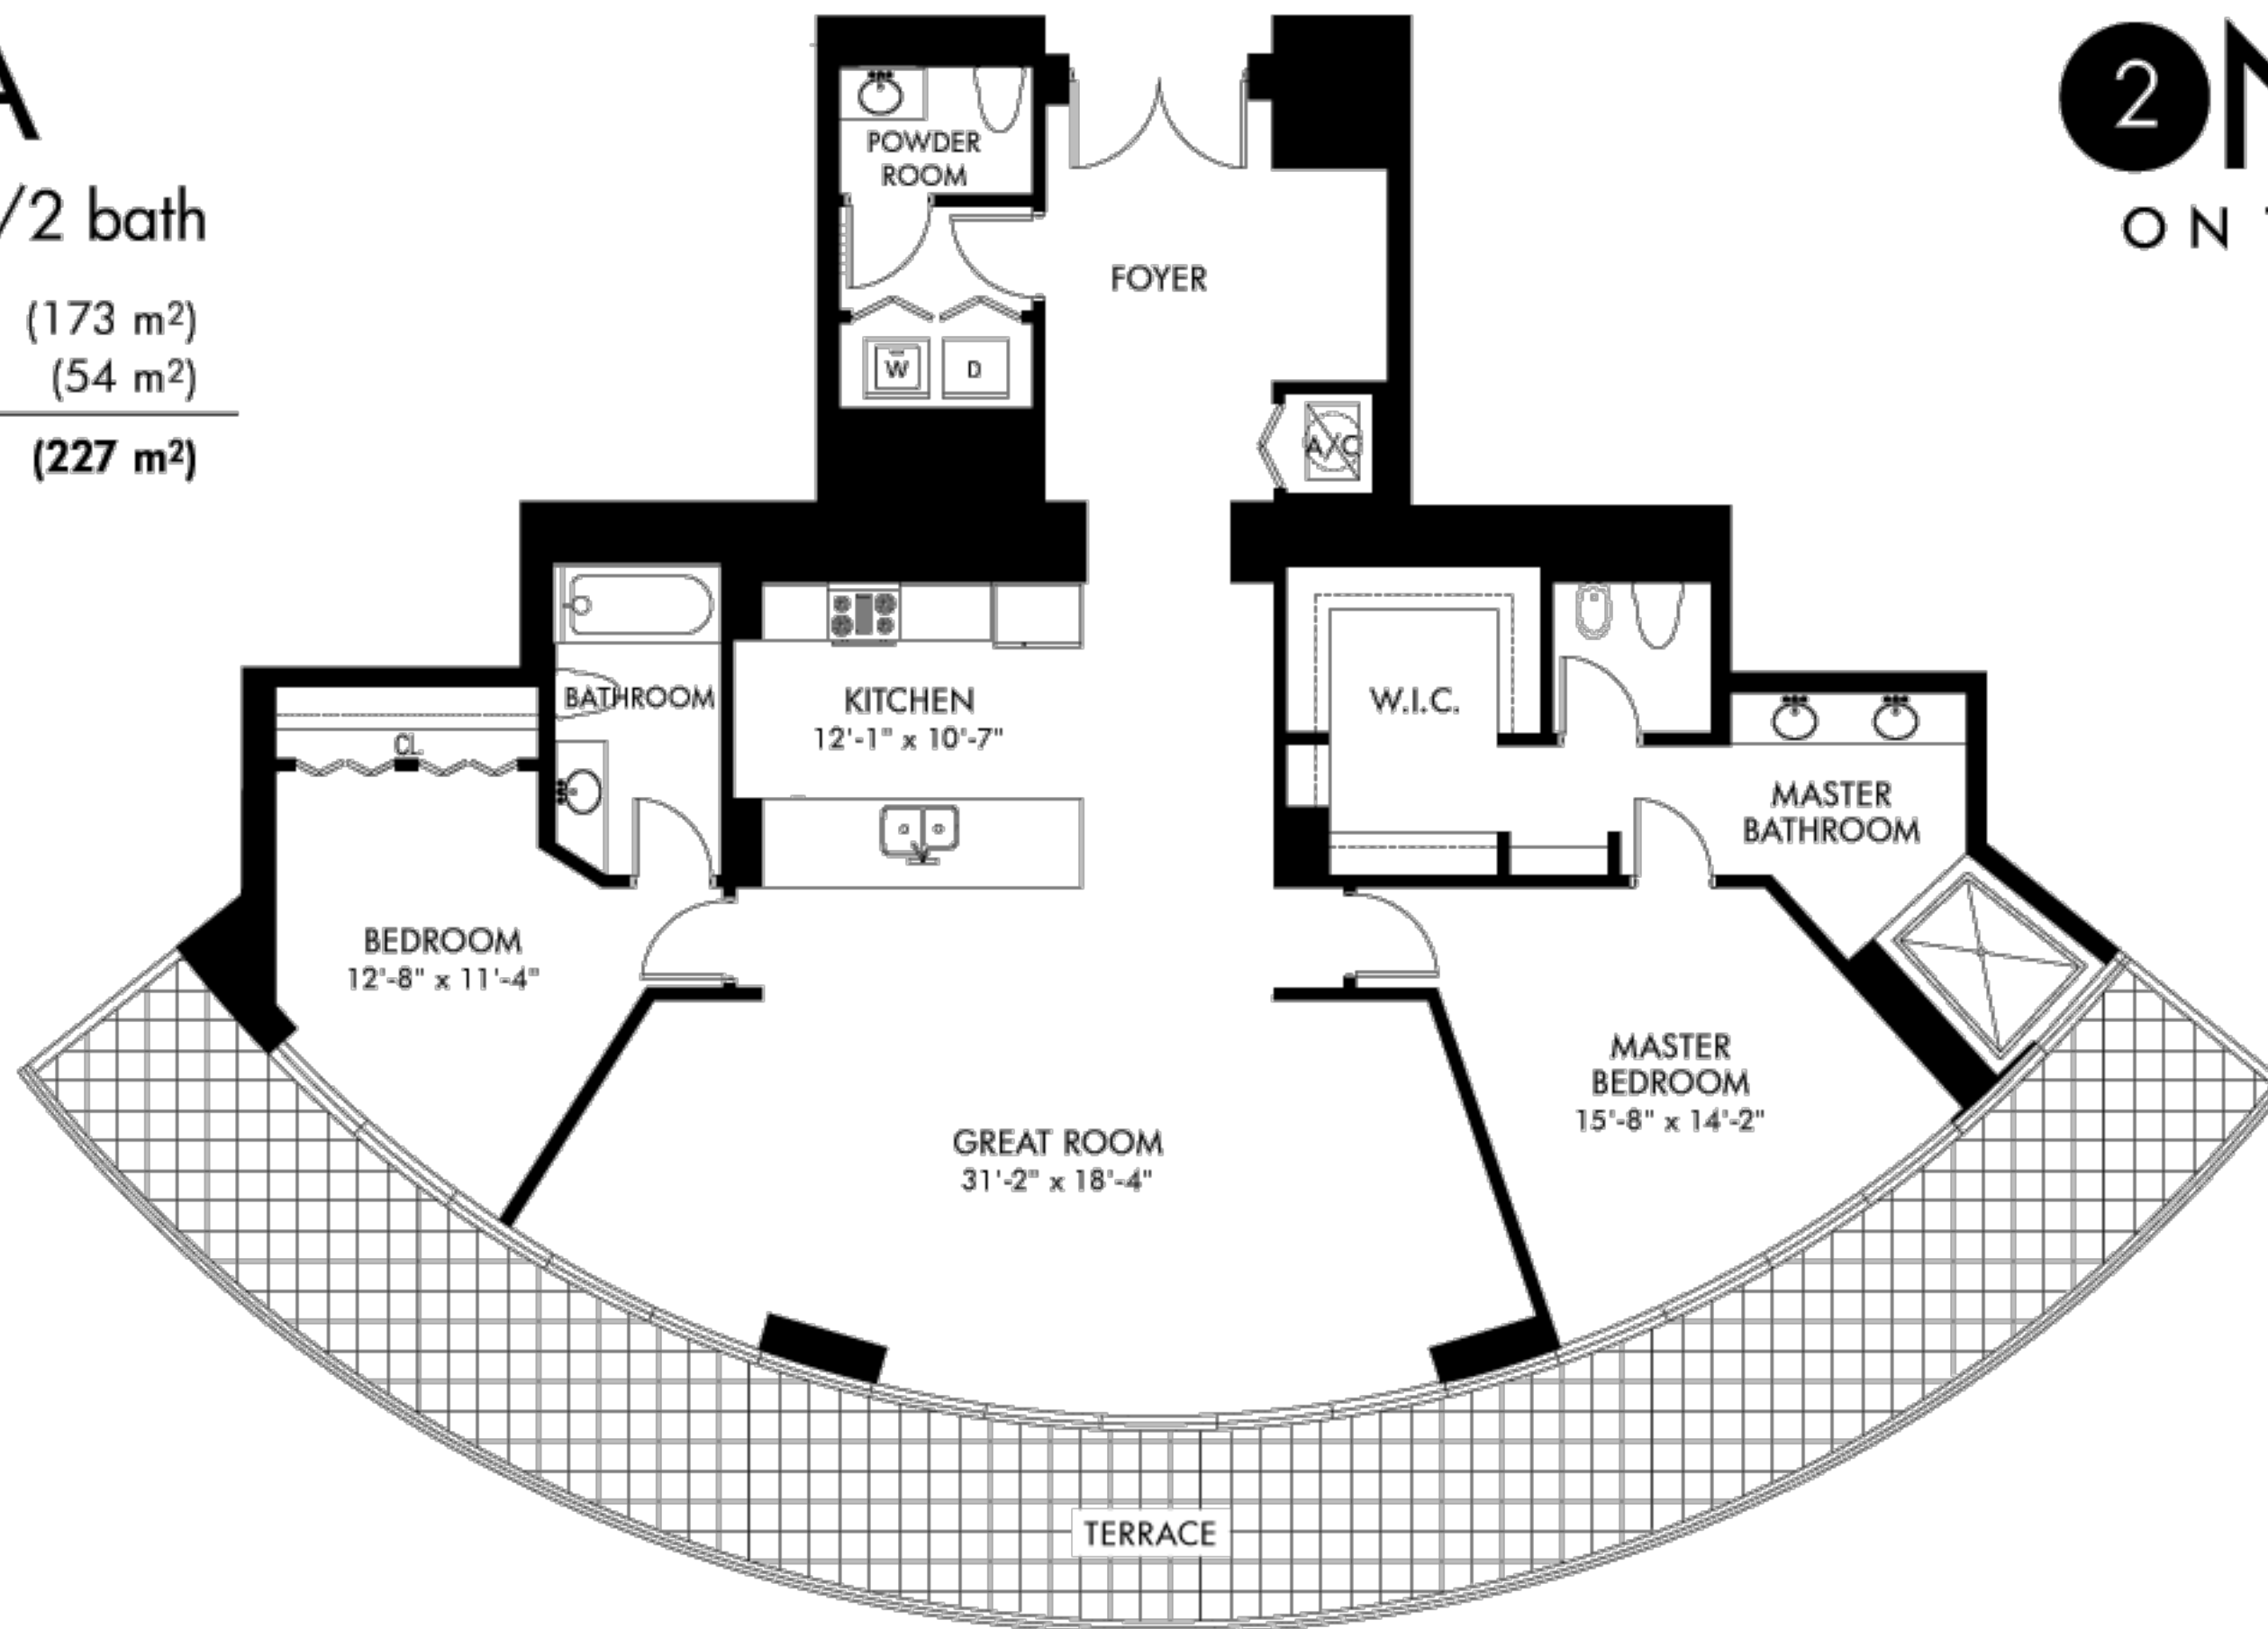 A
/2 bath
(173 m²)
(54 m²)
(227 m²)
2N
ON
POWDER
ROOM
FOYER
W
D
A/C
BATHROOM
KITCHEN
12'-1" x 10'-7"
W.I.C.
CL.
MASTER
BATHROOM
BEDROOM
12'-8" x 11'-4"
MASTER
BEDROOM
15'-8" x 14'-2"
GREAT ROOM
31'-2" x 18'-4"
TERRACE